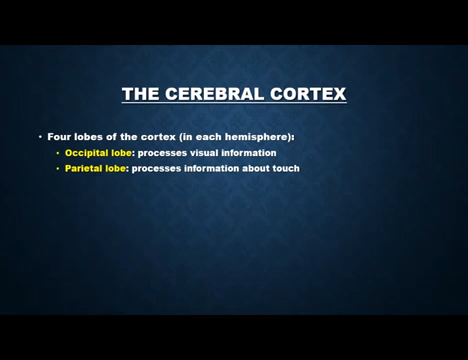 THE CEREBRAL CORTEX
• Four lobes of the cortex (in each hemisphere):
• Occipital lobe: processes visual information
• Parietal lobe: processes information about touch